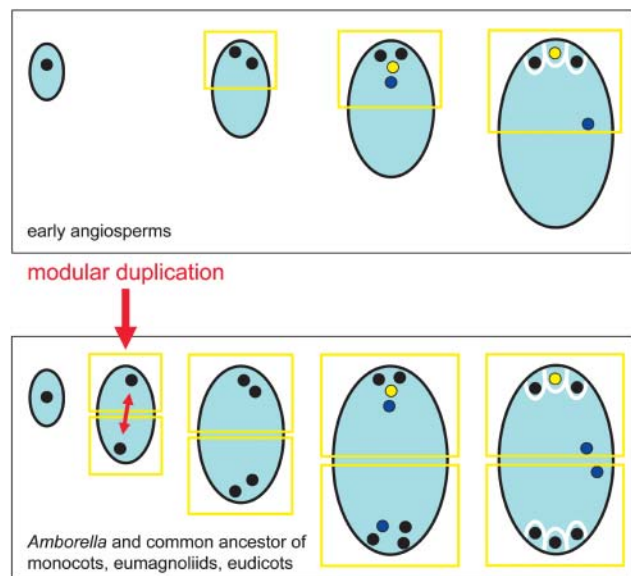 early angiosperms
modular duplication
Amborella and common ancestor of
monocots, eumagnoliids, eudicots